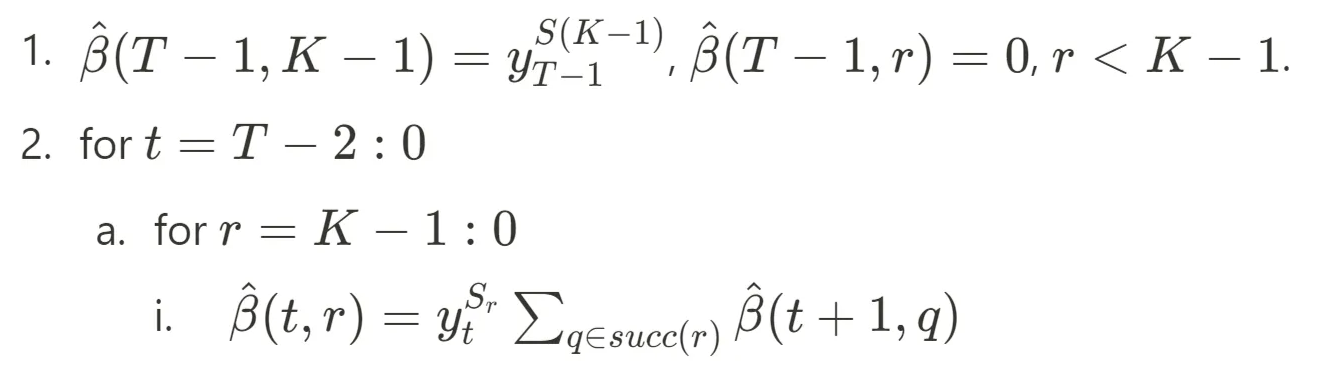 1. β̂(T − 1, K − 1) = y_{T−1}^{S(K−1)}, β̂(T − 1, r) = 0, r < K − 1.
2. for t = T − 2 : 0
a. for r = K − 1 : 0
i. β̂(t, r) = y_t^{S_r} ∑_{q∈succ(r)} β̂(t + 1, q)